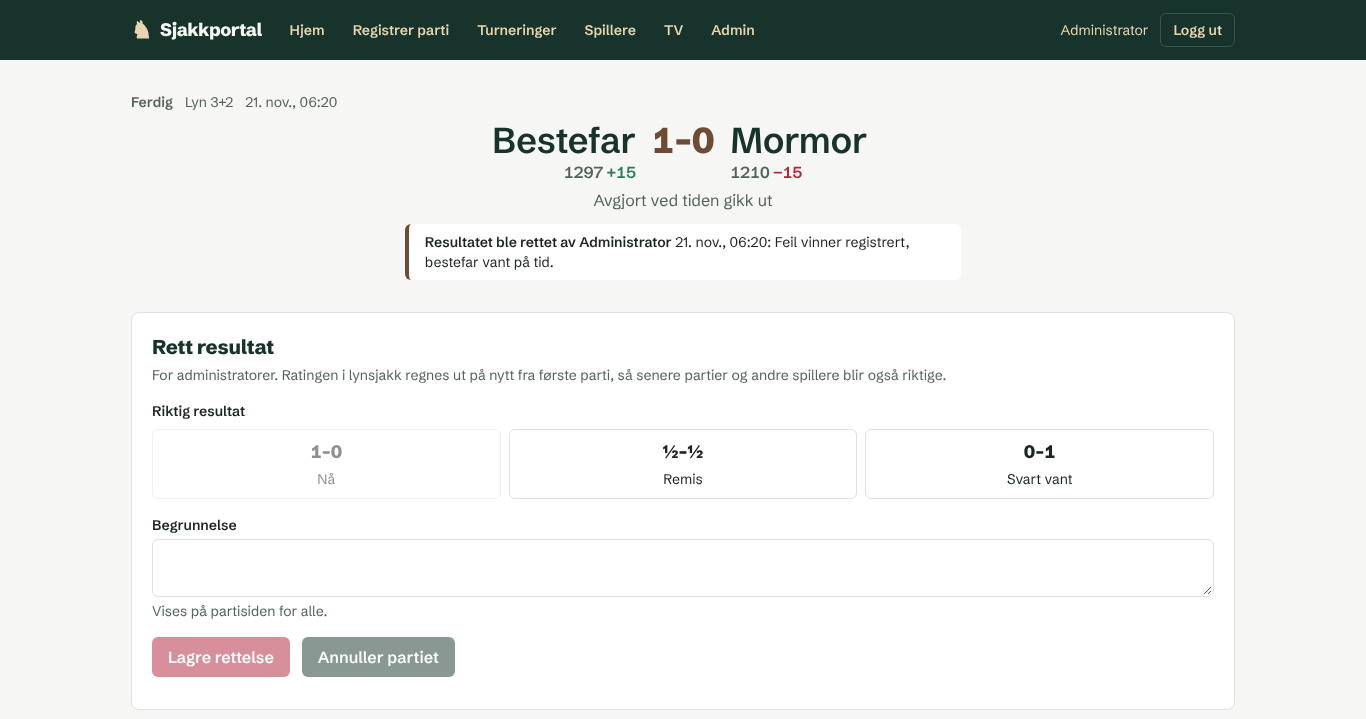 Sjakkportal Hjem Registrer parti Turneringer Spillere TV Admin Administrator Logg ut
Ferdig Lyn 3+2 21. nov., 06:20
Bestefar 1–0 Mormor
1297 +15 1210 −15
Avgjort ved tiden gikk ut
Resultatet ble rettet av Administrator 21. nov., 06:20: Feil vinner registrert,
bestefar vant på tid.
Rett resultat
For administratorer. Ratingen i lynsjakk regnes ut på nytt fra første parti, så senere partier og andre spillere blir også riktige.
Riktig resultat
1–0 ½–½ 0–1
Nå Remis Svart vant
Begrunnelse
Vises på partisiden for alle.
Lagre rettelse Annuller partiet